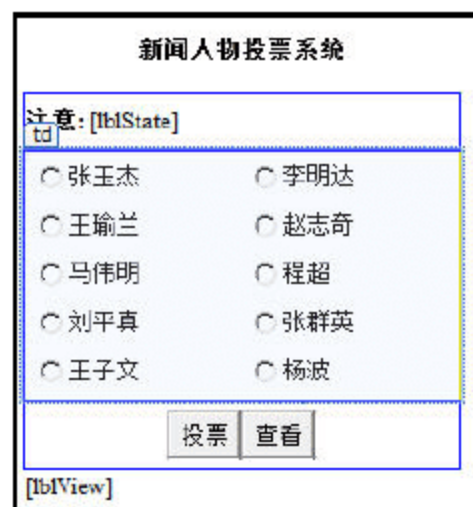 新闻人物投票系统
注意: [lblState]
td
张玉杰 李明达
王瑜兰 赵志奇
马伟明 程超
刘平真 张群英
王子文 杨波
投票 查看
[lblView]